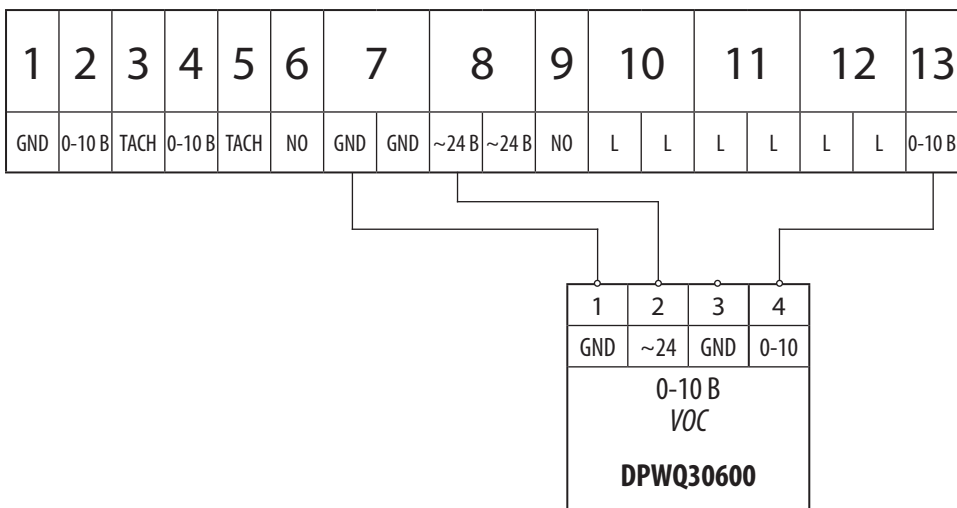 1 2 3 4 5 6 7 8 9 10 11 12 13
GND 0-10 В TACH 0-10 В TACH NO GND GND ~24 В ~24 В NO L L L L L L 0-10 В
1 2 3 4
GND ~24 GND 0-10
0-10 В
VOC
DPWQ30600